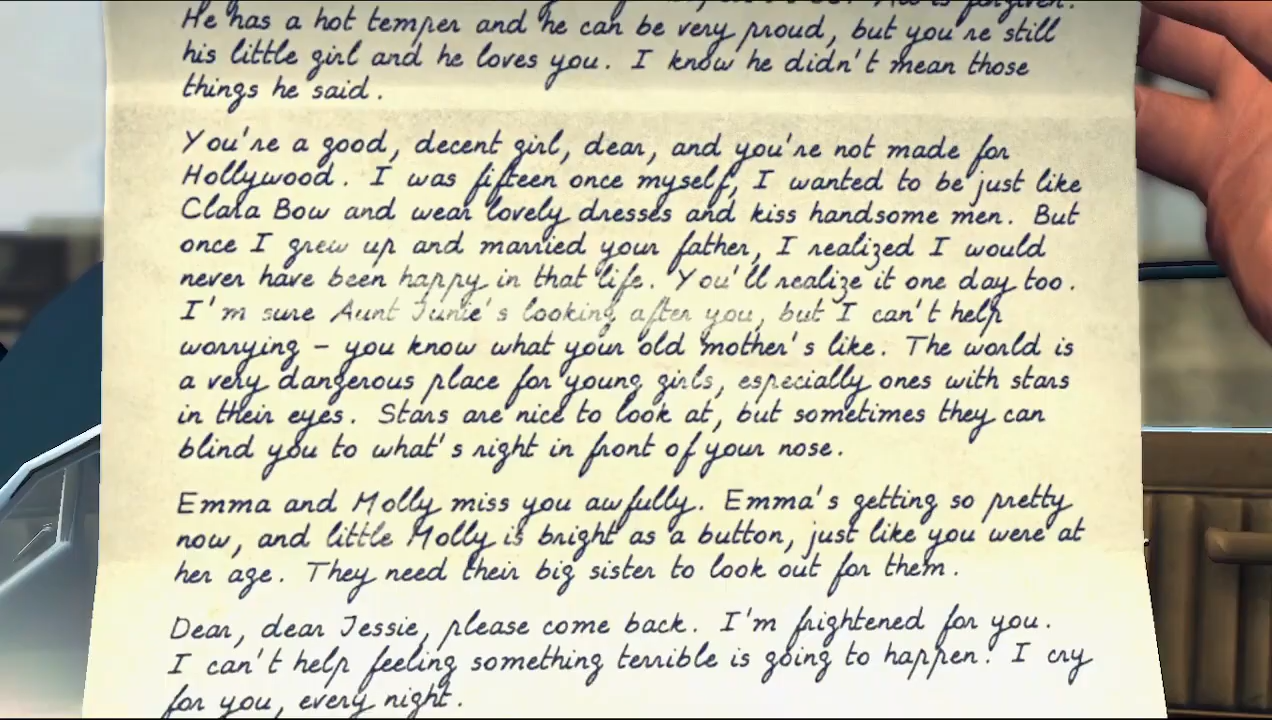 He has a hot temper and he can be very proud, but you're still
his little girl and he loves you. I know he didn't mean those
things he said.
You're a good, decent girl, dear, and you're not made for
Hollywood. I was fifteen once myself, I wanted to be just like
Clara Bow and wear lovely dresses and kiss handsome men. But
once I grew up and married your father, I realized I would
never have been happy in that life. You'll realize it one day too.
I'm sure Aunt Junie's looking after you, but I can't help
worrying – you know what your old mother's like. The world is
a very dangerous place for young girls, especially ones with stars
in their eyes. Stars are nice to look at, but sometimes they can
blind you to what's right in front of your nose.
Emma and Molly miss you awfully. Emma's getting so pretty
now, and little Molly is bright as a button, just like you were at
her age. They need their big sister to look out for them.
Dear, dear Jessie, please come back. I'm frightened for you.
I can't help feeling something terrible is going to happen. I cry
for you, every night.